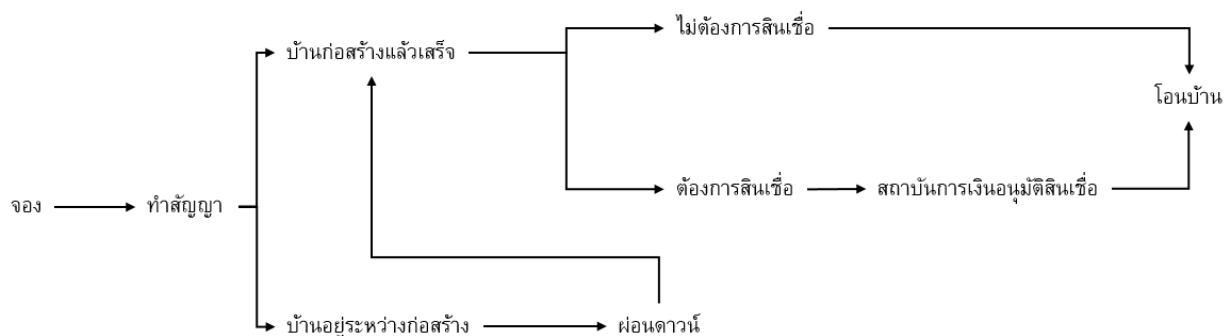 ไม่ต้องการสินเชื่อ
บ้านก่อสร้างแล้วเสร็จ
โอนบ้าน
ต้องการสินเชื่อ
สถาบันการเงินอนุมัติสินเชื่อ
จอง
ทำสัญญา
บ้านอยู่ระหว่างก่อสร้าง
ผ่อนดาวน์